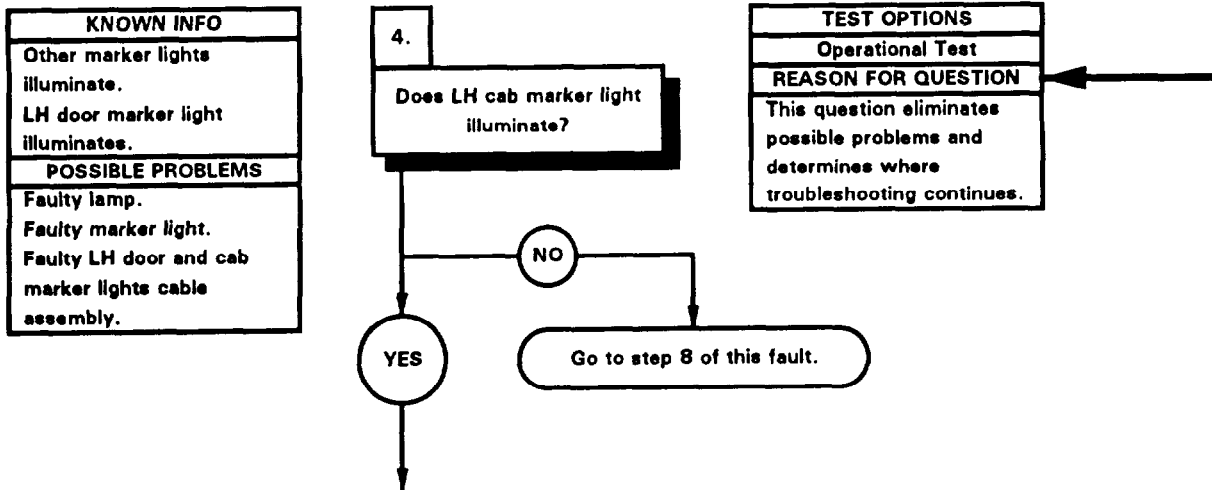 KNOWN INFO
Other marker lights
illuminate.
LH door marker light
illuminates.
POSSIBLE PROBLEMS
Faulty lamp.
Faulty marker light.
Faulty LH door and cab
marker lights cable
assembly.
4.
Does LH cab marker light
illuminate?
NO
YES
Go to step 8 of this fault.
TEST OPTIONS
Operational Test
REASON FOR QUESTION
This question eliminates
possible problems and
determines where
troubleshooting continues.